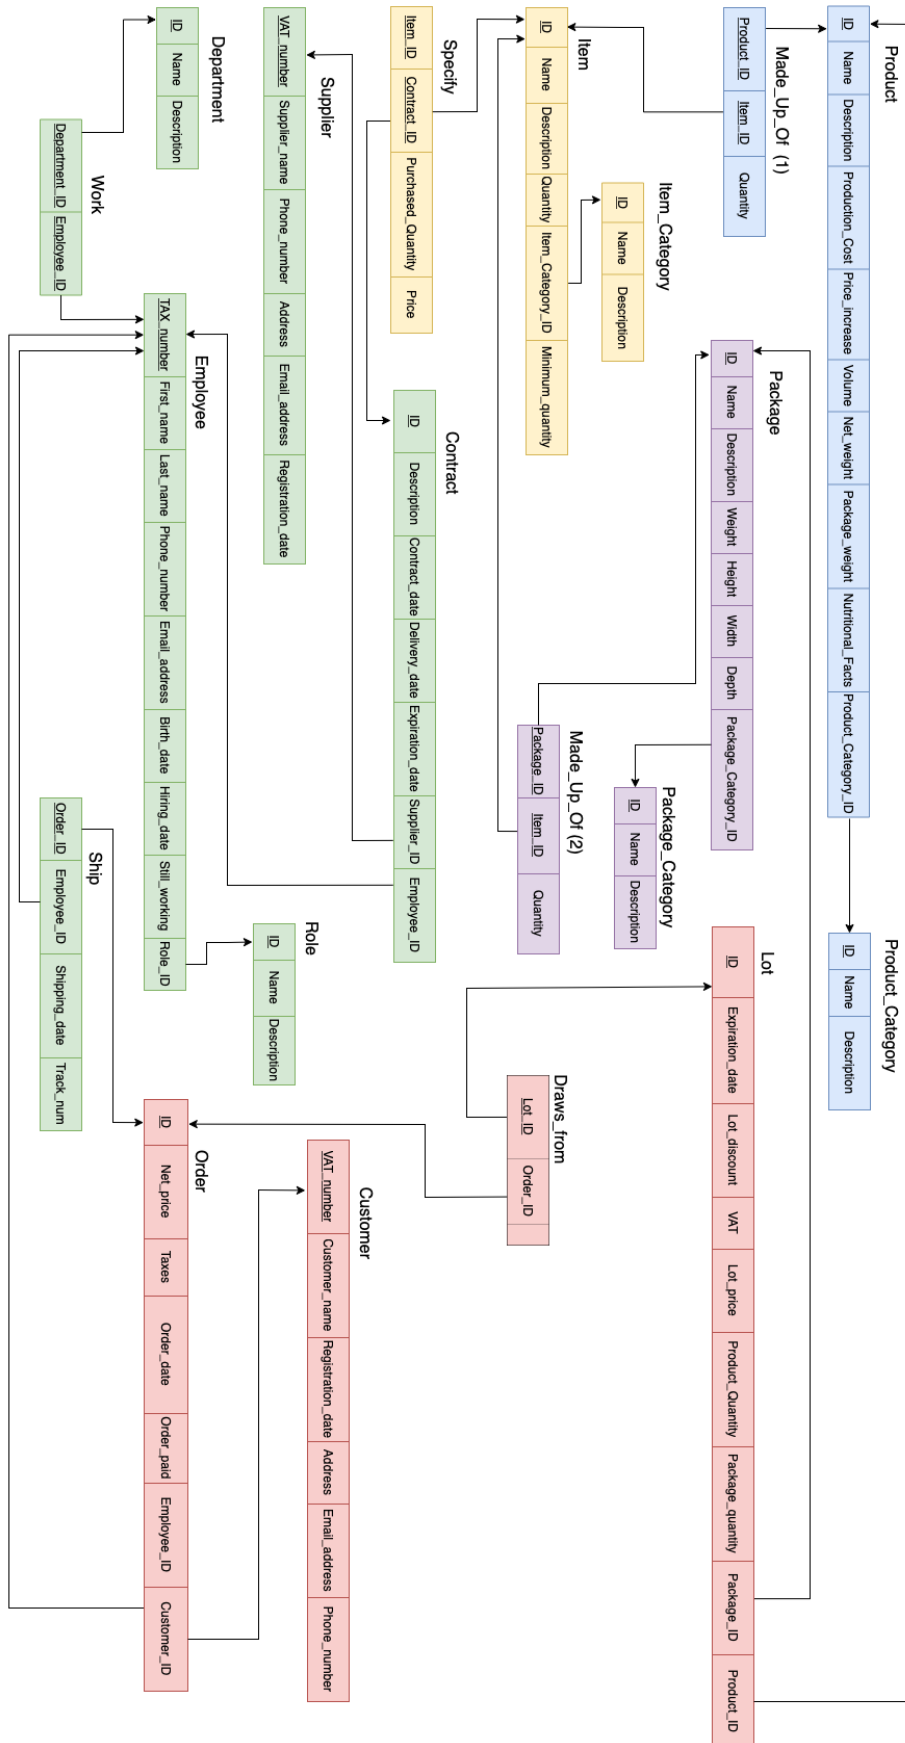 Product
ID Name Description Production_Cost Price_increase Volume Net_weight Package_weight Nutritional_Facts Product_Category_ID
Product_Category
ID Name Description
Made_Up_Of (1)
Product_ID Item_ID Quantity
Package
ID Name Description Weight Height Width Depth Package_Category_ID
Lot
ID Expiration_date Lot_discount VAT Lot_price Product_Quantity Package_quantity Package_ID Product_ID
Item_Category
ID Name Description
Package_Category
ID Name Description
Item
ID Name Description Quantity Item_Category_ID Minimum_quantity
Made_Up_Of (2)
Package_ID Item_ID Quantity
Draws_from
Lot_ID Order_ID
Specify
Item_ID Contract_ID Purchased_Quantity Price
Contract
ID Description Contract_date Delivery_date Expiration_date Supplier_ID Employee_ID
Supplier
VAT_number Supplier_name Phone_number Address Email_address Registration_date
Customer
VAT_number Customer_name Registration_date Address Email_address Phone_number
Role
ID Name Description
Department
ID Name Description
Employee
TAX_number First_name Last_name Phone_number Email_address Birth_date Hiring_date Still_working Role_ID
Order
ID Net_price Taxes Order_date Order_paid Employee_ID Customer_ID
Work
Department_ID Employee_ID
Ship
Order_ID Employee_ID Shipping_date Track_num